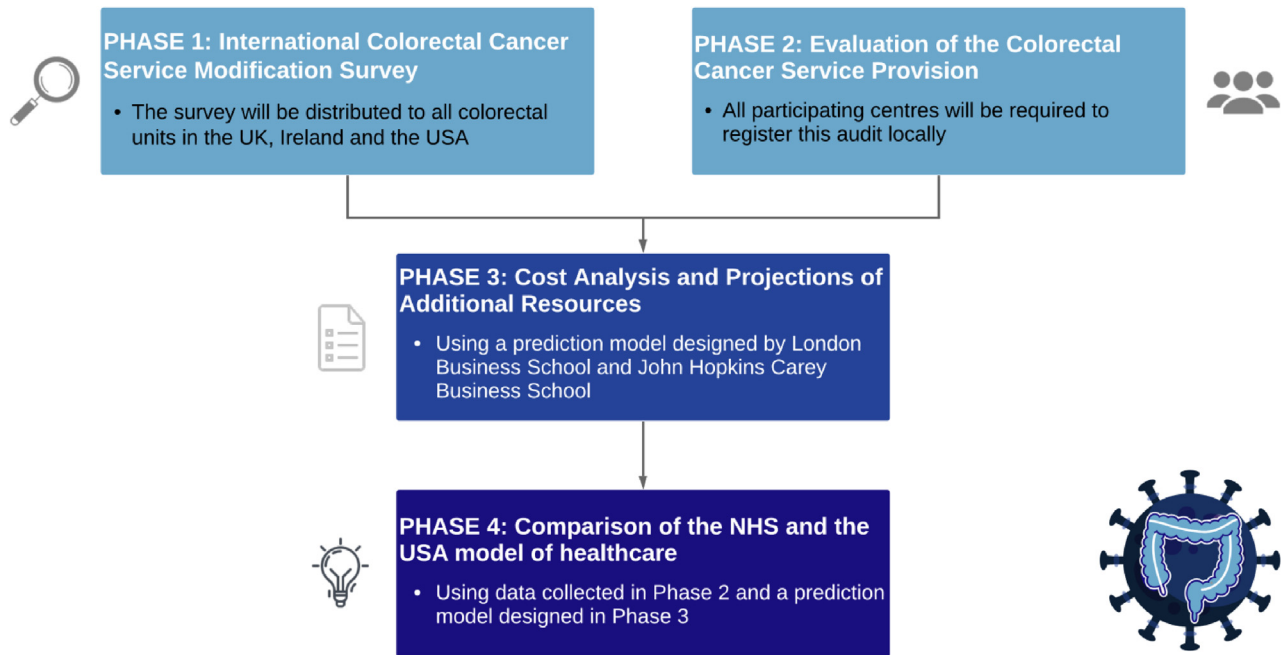 PHASE 1: International Colorectal Cancer
Service Modification Survey
• The survey will be distributed to all colorectal
units in the UK, Ireland and the USA
PHASE 2: Evaluation of the Colorectal
Cancer Service Provision
• All participating centres will be required to
register this audit locally
PHASE 3: Cost Analysis and Projections of
Additional Resources
• Using a prediction model designed by London
Business School and John Hopkins Carey
Business School
PHASE 4: Comparison of the NHS and the
USA model of healthcare
• Using data collected in Phase 2 and a prediction
model designed in Phase 3